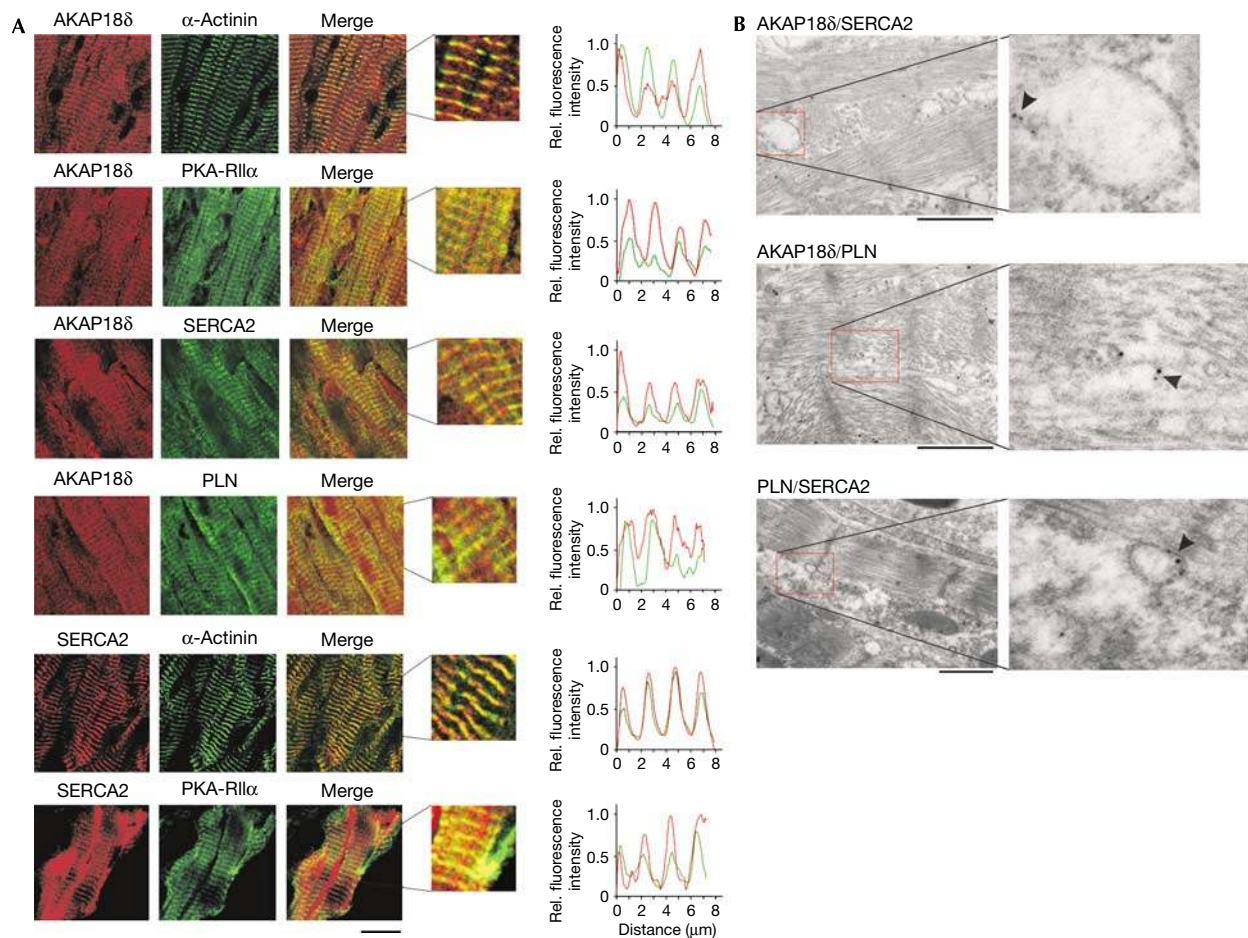 A
AKAP18δ α-Actinin Merge
Rel. fluorescence
intensity
1.0
0.5
0
0 2 4 6 8
AKAP18δ PKA-RIIα Merge
Rel. fluorescence
intensity
1.0
0.5
0
0 2 4 6 8
AKAP18δ SERCA2 Merge
Rel. fluorescence
intensity
1.0
0.5
0
0 2 4 6 8
AKAP18δ PLN Merge
Rel. fluorescence
intensity
1.0
0.5
0
0 2 4 6 8
SERCA2 α-Actinin Merge
Rel. fluorescence
intensity
1.0
0.5
0
0 2 4 6 8
SERCA2 PKA-RIIα Merge
Rel. fluorescence
intensity
1.0
0.5
0
0 2 4 6 8
Distance (μm)
B
AKAP18δ/SERCA2
AKAP18δ/PLN
PLN/SERCA2